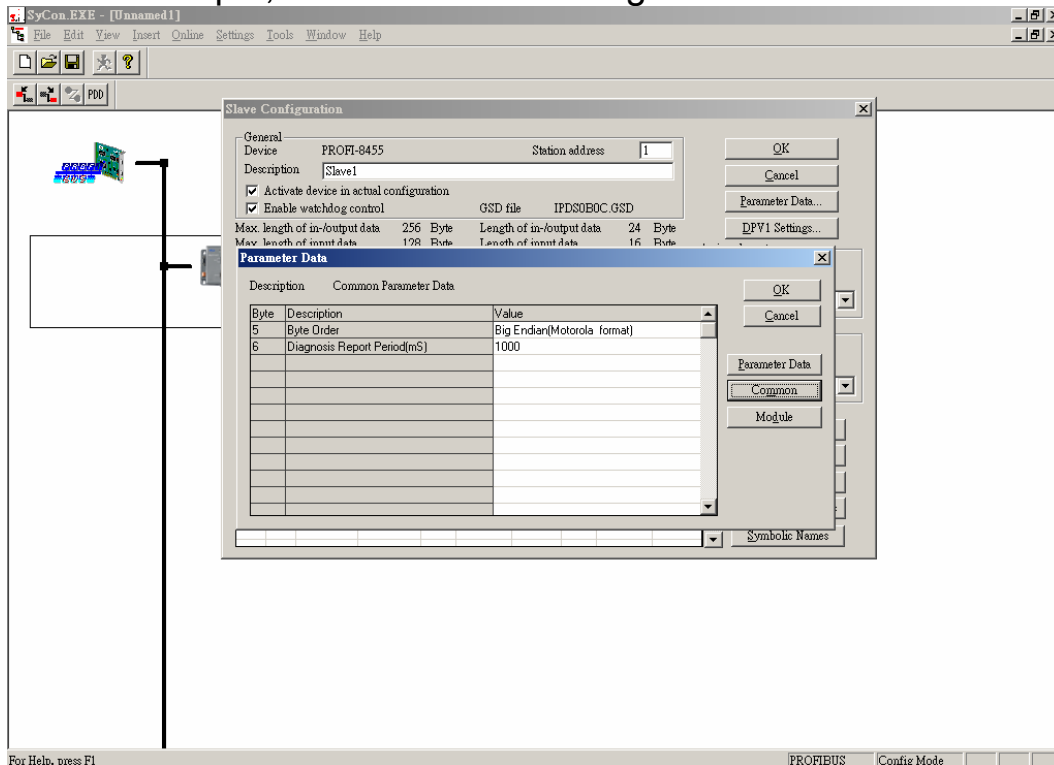 SyCon.EXE - [Unnamed1]
File Edit View Insert Online Settings Tools Window Help
PDD
Slave Configuration
General
Device PROFI-8455 Station address 1 OK
Description Slave1 Cancel
Activate device in actual configuration
Enable watchdog control GSD file IPDS0B0C.GSD Parameter Data...
Max. length of in-/output data 256 Byte Length of in-/output data 24 Byte DPV1 Settings...
Max. length of input data 128 Byte Length of input data 16 Byte
Parameter Data
Description Common Parameter Data OK
Byte Description Value Cancel
5 Byte Order Big Endian(Motorola format)
6 Diagnosis Report Period(mS) 1000
Parameter Data
Common
Module
Symbolic Names
For Help, press F1 PROFIBUS Config Mode